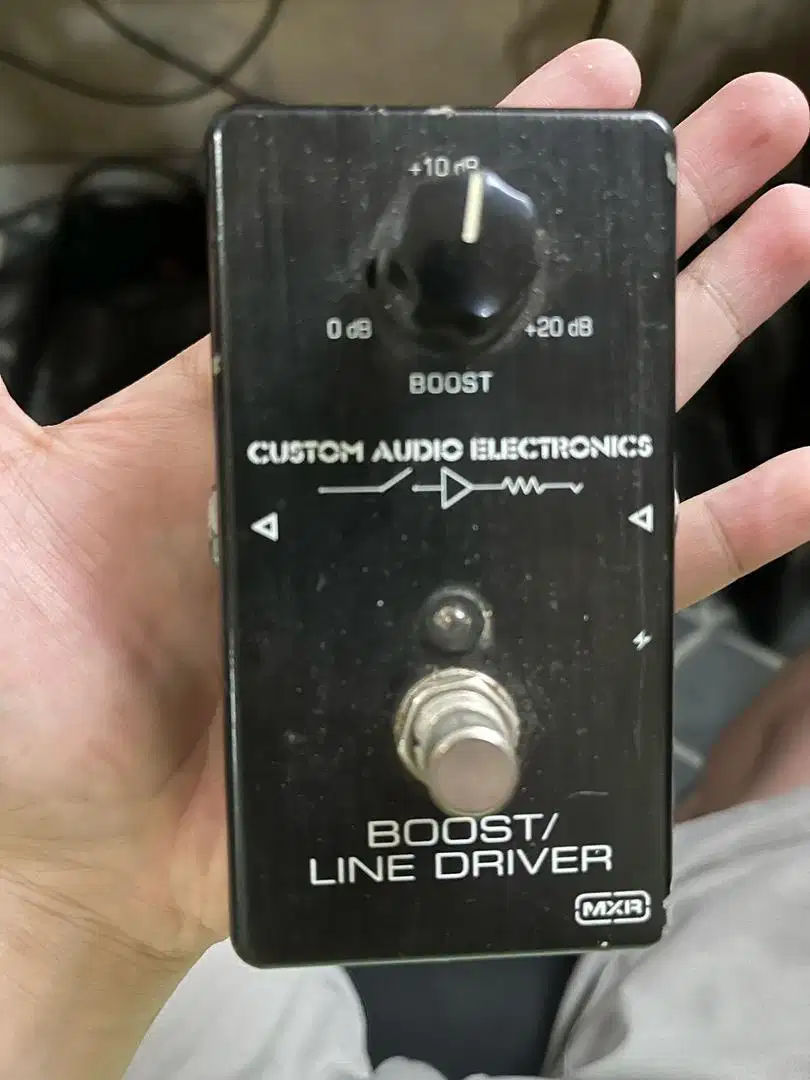 +10 dB
0 dB
+20 dB
BOOST
CUSTOM AUDIO ELECTRONICS
BOOST/
LINE DRIVER
MXR